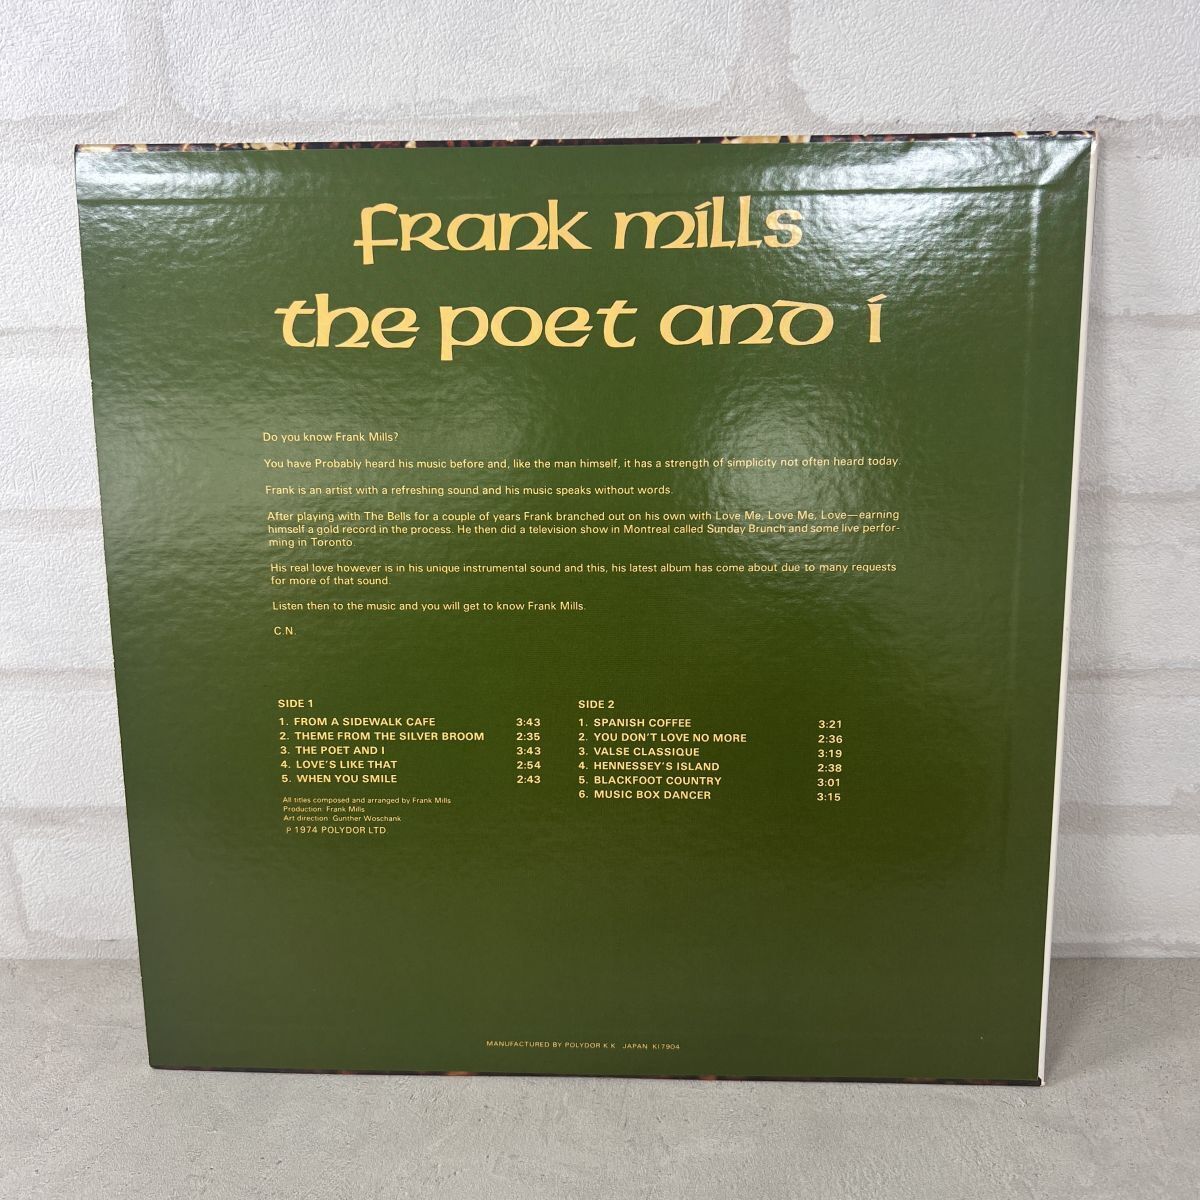 frank mills
the poet and i
Do you know Frank Mills?
You have Probably heard his music before and, like the man himself, it has a strength of simplicity not often heard today.
Frank is an artist with a refreshing sound and his music speaks without words.
After playing with The Bells for a couple of years Frank branched out on his own with Love Me, Love Me, Love—earning
himself a gold record in the process. He then did a television show in Montreal called Sunday Brunch and some live perfor-
ming in Toronto.
His real love however is in his unique instrumental sound and this, his latest album has come about due to many requests
for more of that sound.
Listen then to the music and you will get to know Frank Mills.
C.N.
SIDE 1
1. FROM A SIDEWALK CAFE 3:43
2. THEME FROM THE SILVER BROOM 2:35
3. THE POET AND I 3:43
4. LOVE'S LIKE THAT 2:54
5. WHEN YOU SMILE 2:43
All titles composed and arranged by Frank Mills
Production: Frank Mills
Art direction: Gunther Woschank
P 1974 POLYDOR LTD.
SIDE 2
1. SPANISH COFFEE 3:21
2. YOU DON'T LOVE NO MORE 2:36
3. VALSE CLASSIQUE 3:19
4. HENNESSEY'S ISLAND 2:38
5. BLACKFOOT COUNTRY 3:01
6. MUSIC BOX DANCER 3:15
MANUFACTURED BY POLYDOR K.K. JAPAN KI7904